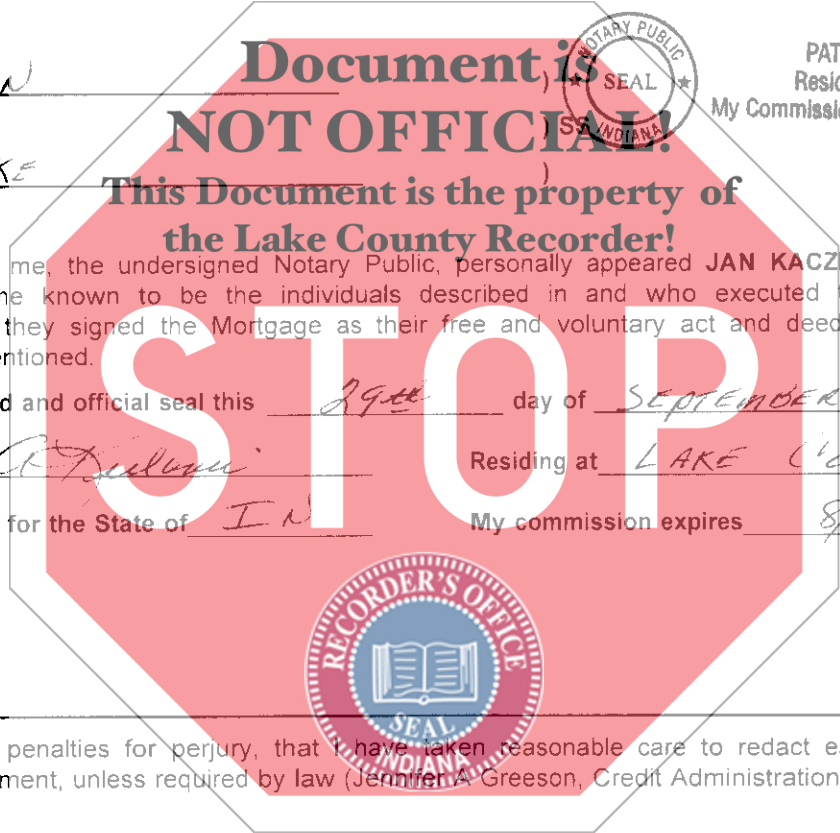 Document is
NOT OFFICIAL!
This Document is the property of
the Lake County Recorder!
STOP
NOTARY PUBLIC
SEAL
INDIANA
PAT
Resid
My Commissi
N
) SS
)
KE
)
me, the undersigned Notary Public, personally appeared JAN KACZ
ne known to be the individuals described in and who executed
they signed the Mortgage as their free and voluntary act and deed
ntioned.
d and official seal this 29th day of SEPTEMBER
Residing at LAKE
for the State of IN My commission expires 8/
RECORDER'S OFFICE
SEAL
INDIANA
penalties for perjury, that I have taken reasonable care to redact e
ment, unless required by law (Jennifer A Greeson, Credit Administration